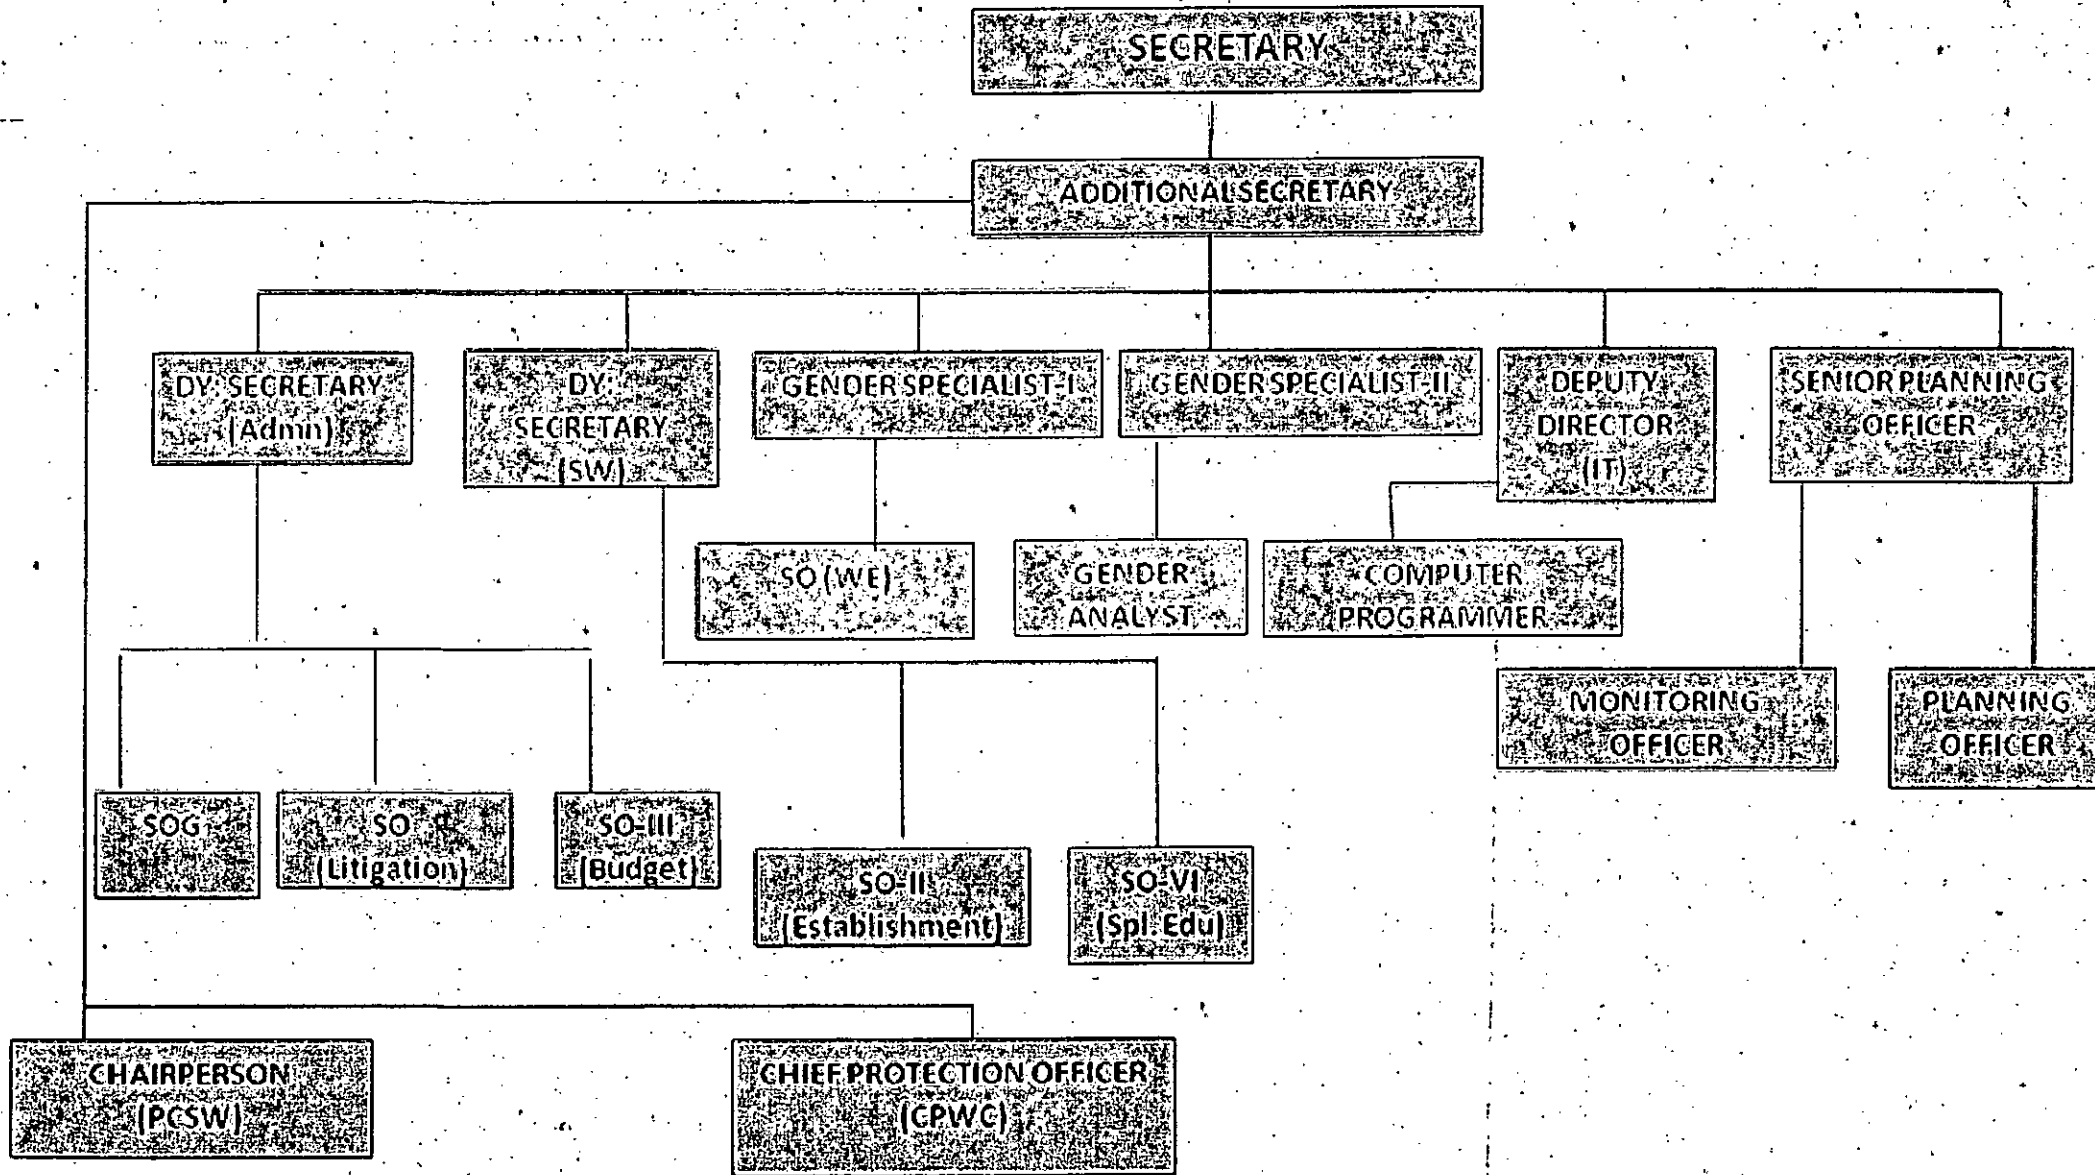 SECRETARY
ADDITIONALSECRETARY
DY: SECRETARY
(Admn)
DY:
SECRETARY
(SW)
GENDER SPECIALIST-I
GENDER SPECIALIST-II
DEPUTY
DIRECTOR
(IT)
SENIOR PLANNING
OFFICER
SO (WE)
GENDER
ANALYST
COMPUTER
PROGRAMMER
MONITORING
OFFICER
PLANNING
OFFICER
SOG
SO
(Litigation)
SO-III
(Budget)
SO-II
(Establishment)
SO-VI
(Spl. Edu)
CHAIRPERSON
(PCSW)
CHIEF PROTECTION OFFICER
(CPWC)